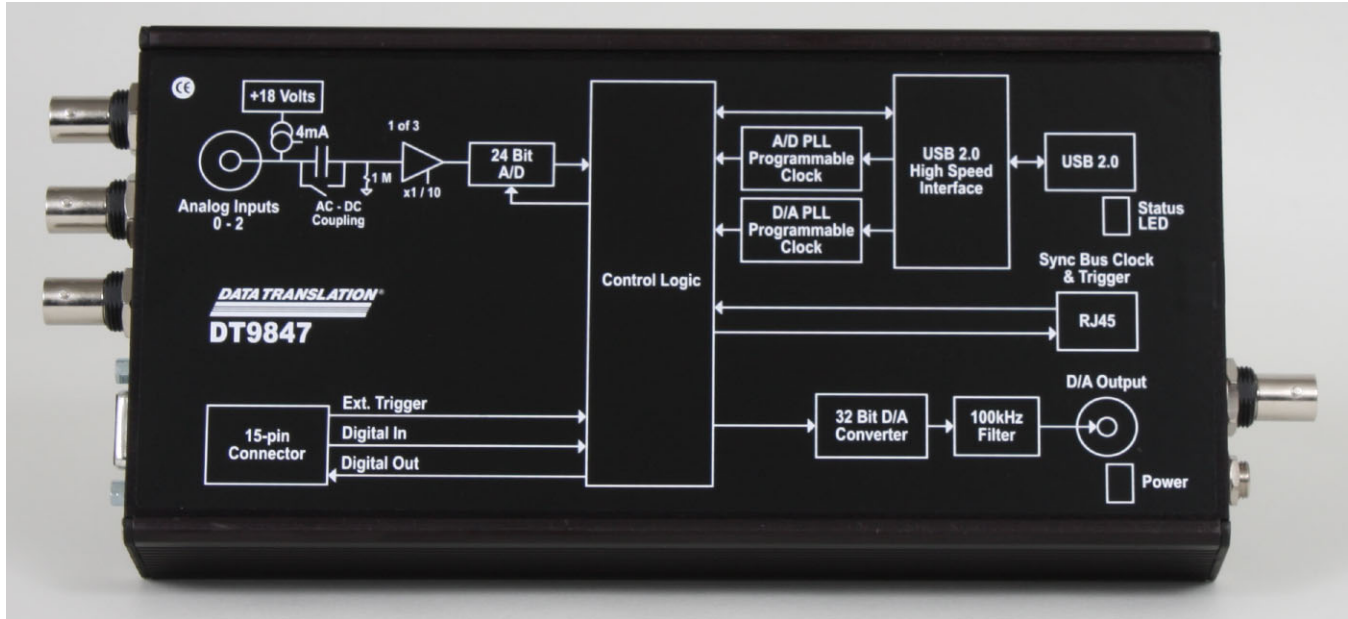 CE
+18 Volts
4mA
1 of 3
1 M
x1 / 10
24 Bit
A/D
Analog Inputs
0 - 2
AC - DC
Coupling
Control Logic
A/D PLL
Programmable
Clock
D/A PLL
Programmable
Clock
USB 2.0
High Speed
Interface
USB 2.0
Status
LED
Sync Bus Clock
& Trigger
RJ45
DATA TRANSLATION®
DT9847
15-pin
Connector
Ext. Trigger
Digital In
Digital Out
32 Bit D/A
Converter
100kHz
Filter
D/A Output
Power